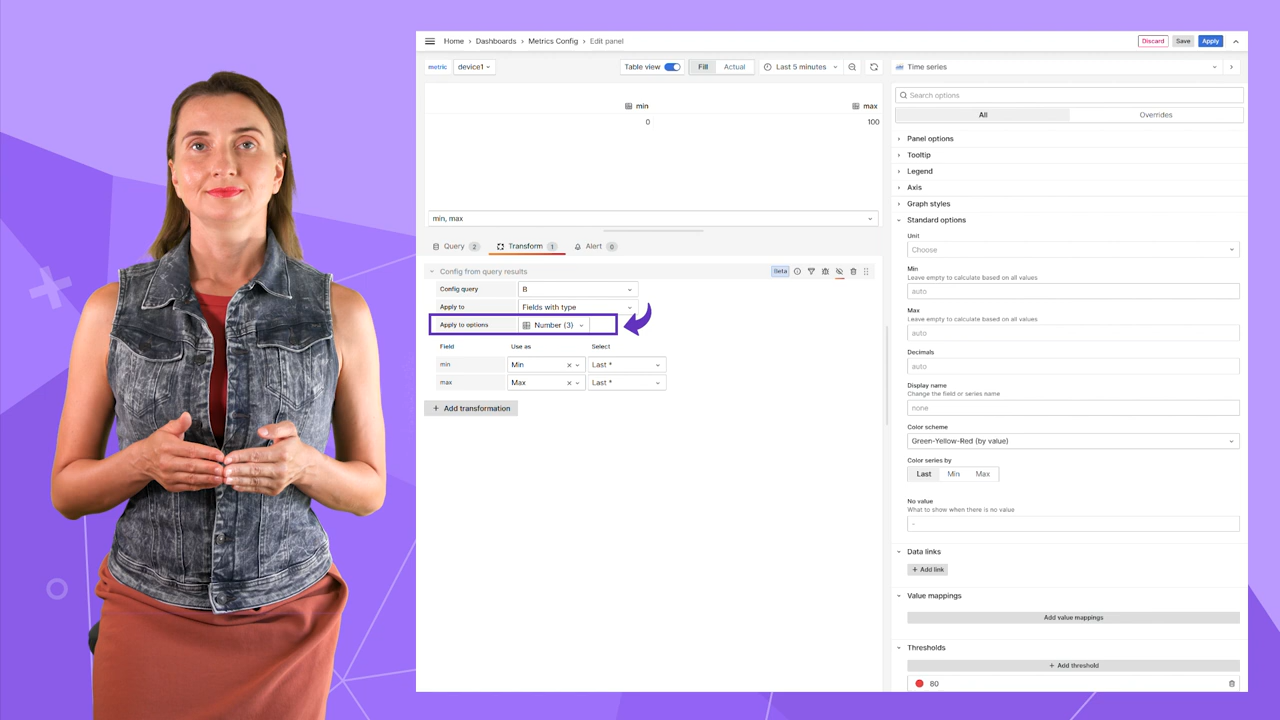 Home › Dashboards › Metrics Config › Edit panel
Discard Save Apply
metric device1 Table view Fill Actual Last 5 minutes
Time series
Search options
All Overrides
min max
0 100
min, max
Query 2 Transform 1 Alert 0
Config from query results Beta
Config query B
Apply to Fields with type
Apply to options Number (3)
Field Use as Select
min Min Last *
max Max Last *
+ Add transformation
Panel options
Tooltip
Legend
Axis
Graph styles
Standard options
Unit
Choose
Min
Leave empty to calculate based on all values
auto
Max
Leave empty to calculate based on all values
auto
Decimals
auto
Display name
Change the field or series name
none
Color scheme
Green-Yellow-Red (by value)
Color series by
Last Min Max
No value
What to show when there is no value
-
Data links
+ Add link
Value mappings
Add value mappings
Thresholds
+ Add threshold
80